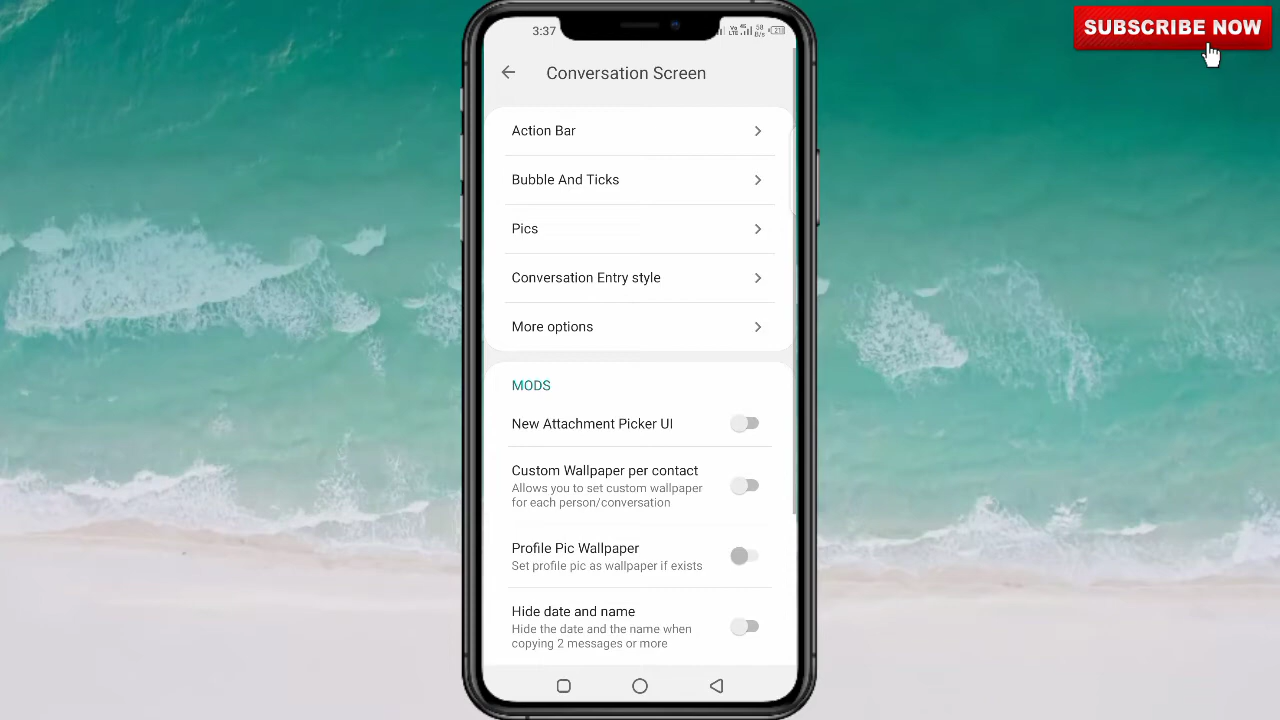 SUBSCRIBE NOW
3:37
Conversation Screen
Action Bar
Bubble And Ticks
Pics
Conversation Entry style
More options
MODS
New Attachment Picker UI
Custom Wallpaper per contact
Allows you to set custom wallpaper
for each person/conversation
Profile Pic Wallpaper
Set profile pic as wallpaper if exists
Hide date and name
Hide the date and the name when
copying 2 messages or more